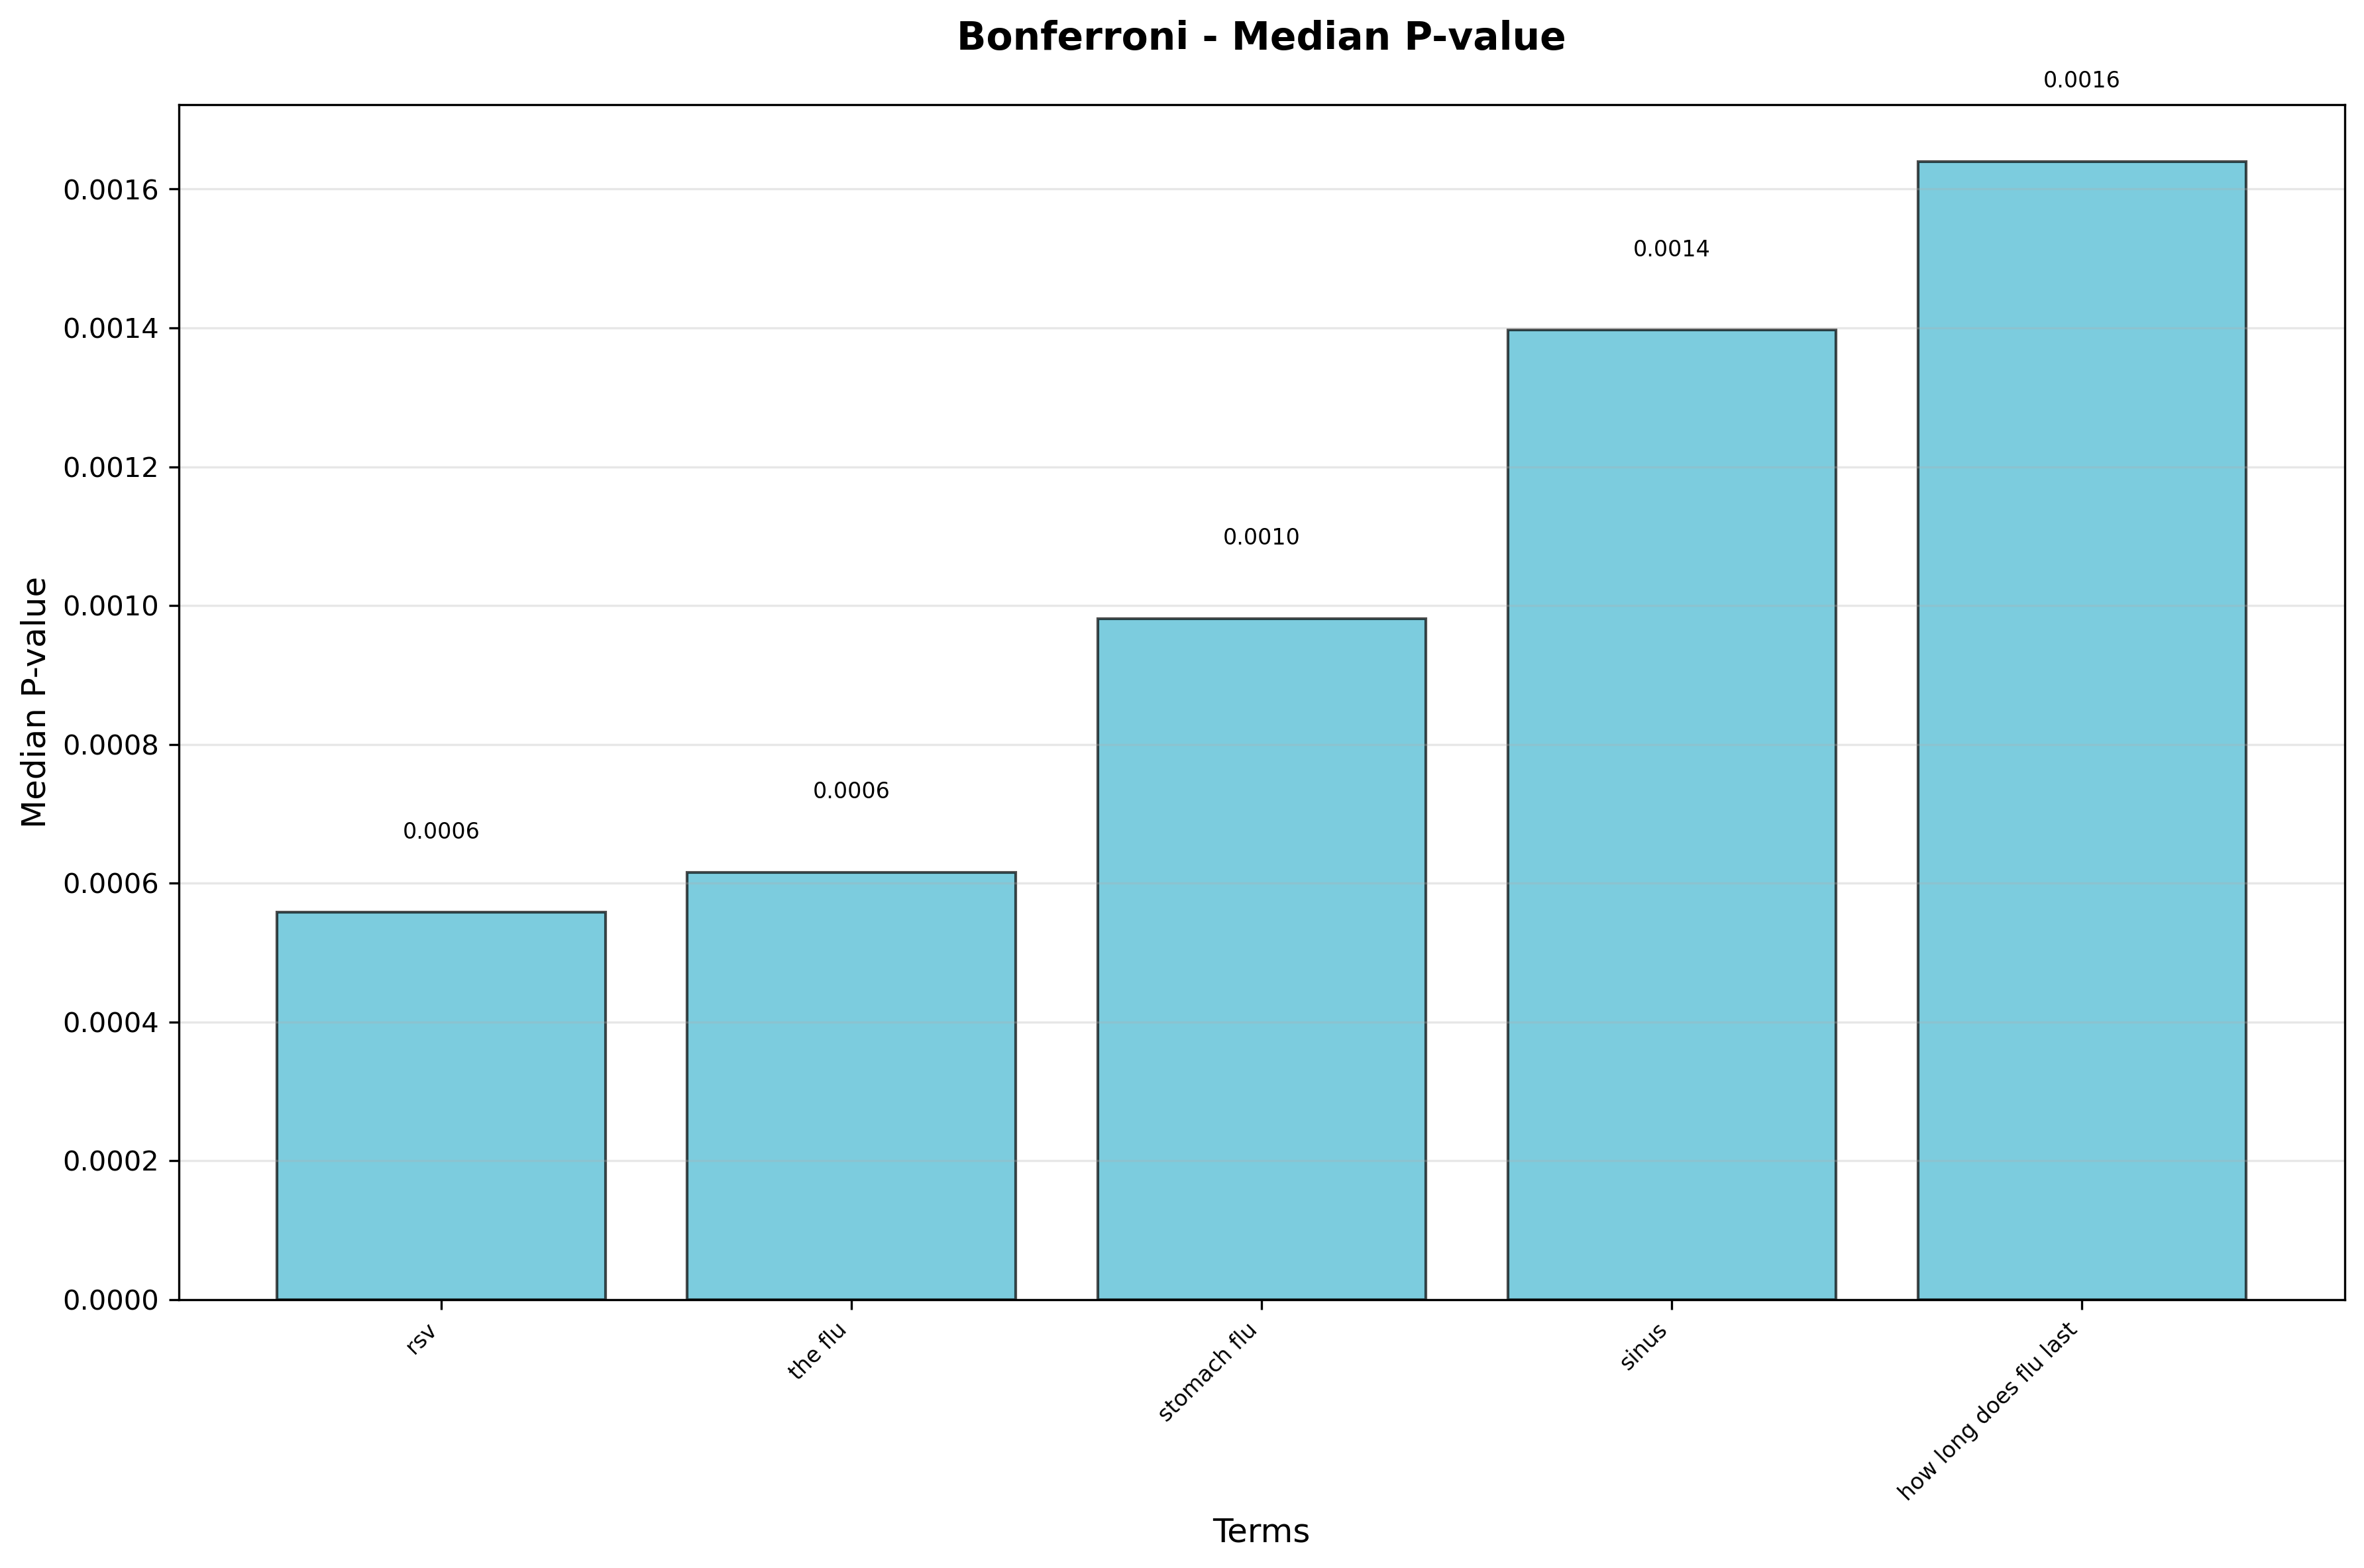 Bonferroni - Median P-value
0.0016
0.0014
0.0010
0.0006
0.0006
Median P-value
0.0016
0.0014
0.0012
0.0010
0.0008
0.0006
0.0004
0.0002
0.0000
rsv
the flu
stomach flu
sinus
how long does flu last
Terms